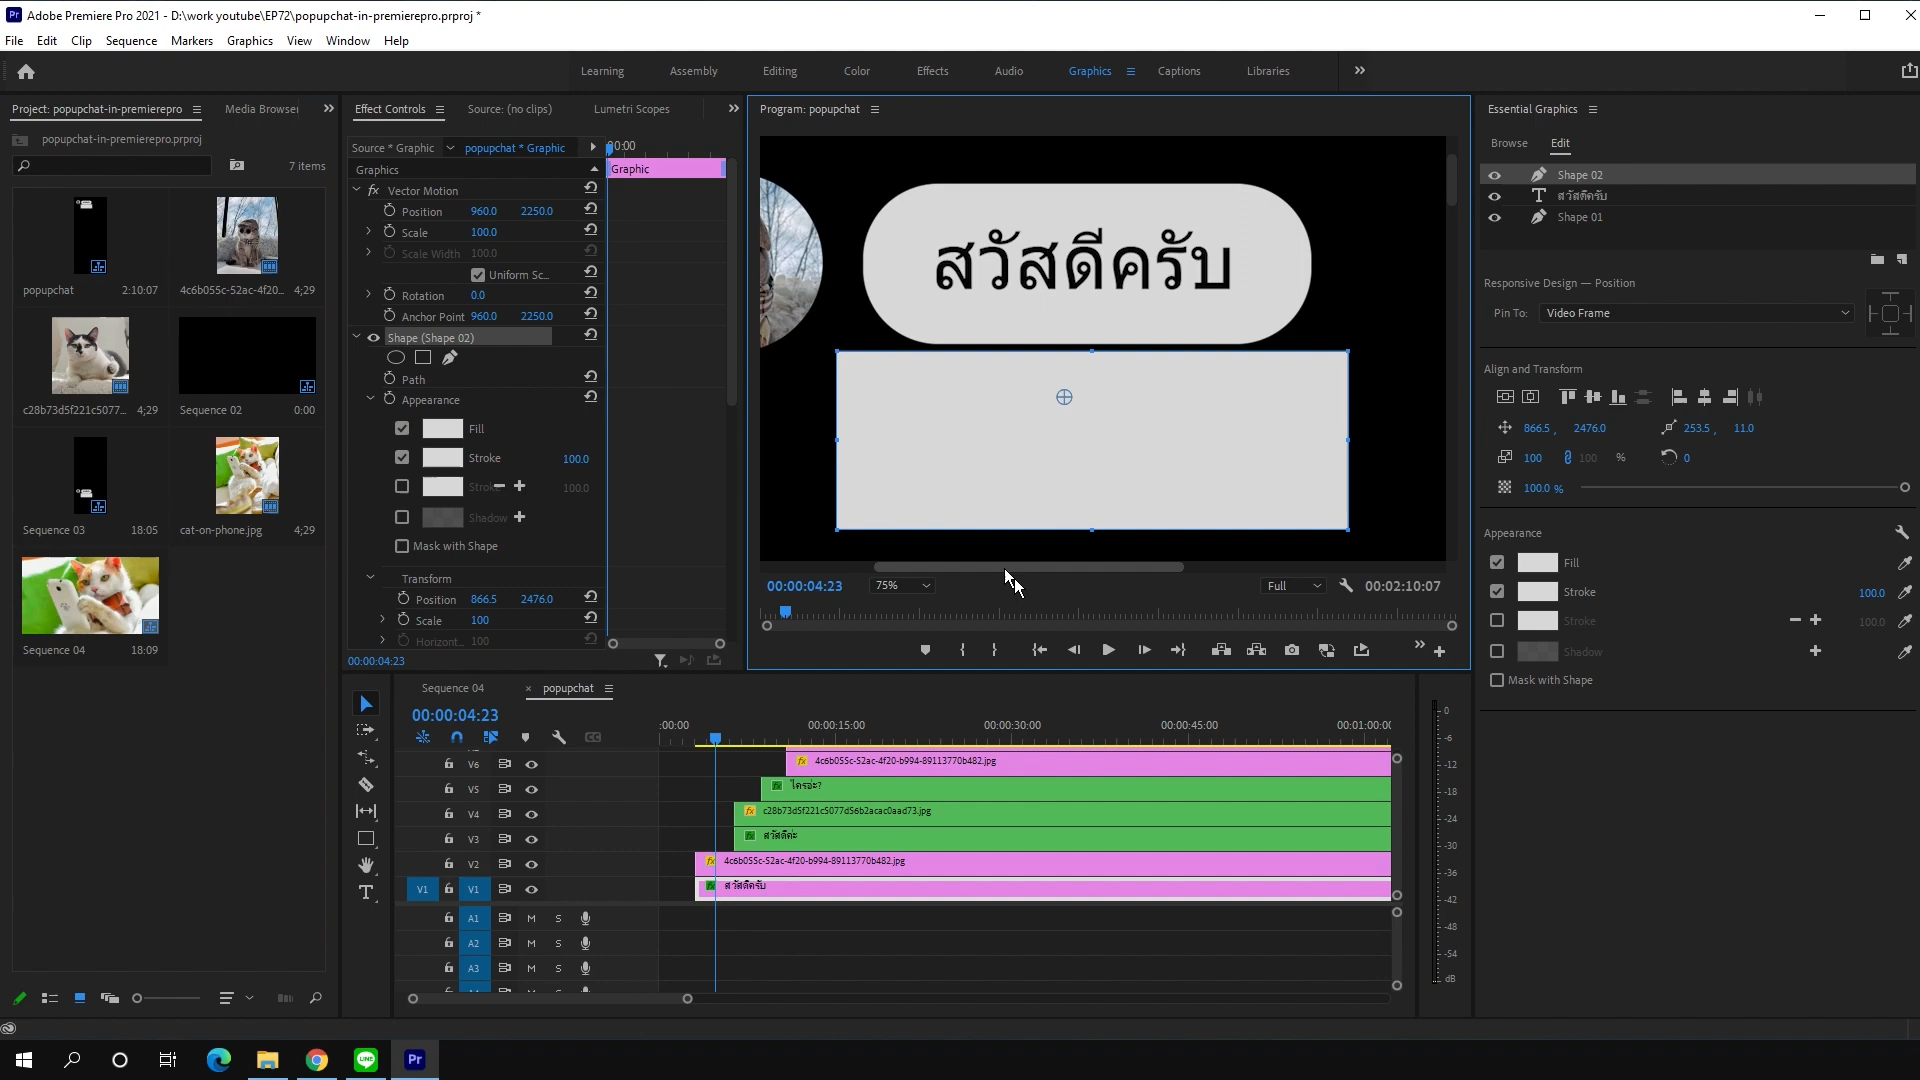 Adobe Premiere Pro 2021 - D:\work youtube\EP72\popupchat-in-premierepro.prproj *
File Edit Clip Sequence Markers Graphics View Window Help
Learning Assembly Editing Color Effects Audio Graphics Captions Libraries
Project: popupchat-in-premierepro
Media Browser
popupchat-in-premierepro.prproj
7 items
popupchat 2:10:07
4c6b055c-52ac-4f20... 4;29
c28b73d5f221c5077... 4;29
Sequence 02 0:00
Sequence 03 18:05
cat-on-phone.jpg 4;29
Sequence 04 18:09
Effect Controls
Source: (no clips)
Lumetri Scopes
Source * Graphic
popupchat * Graphic
00:00
Graphics
Graphic
fx Vector Motion
Position 960.0 2250.0
Scale 100.0
Scale Width 100.0
Uniform Sc...
Rotation 0.0
Anchor Point 960.0 2250.0
Shape (Shape 02)
Path
Appearance
Fill
Stroke 100.0
Stroke 100.0
Shadow
Mask with Shape
Transform
Position 866.5 2476.0
Scale 100
Horizont... 100
00:00:04:23
Program: popupchat
สวัสดีครับ
00:00:04:23
75%
Full
00:02:10:07
Essential Graphics
Browse Edit
Shape 02
สวัสดีครับ
Shape 01
Responsive Design — Position
Pin To: Video Frame
Align and Transform
866.5 , 2476.0 253.5 , 11.0
100 100 % 0
100.0 %
Appearance
Fill
Stroke 100.0
Stroke 100.0
Shadow
Mask with Shape
Sequence 04
× popupchat
00:00:04:23
:00:00 00:00:15:00 00:00:30:00 00:00:45:00 00:01:00:00
V6 fx 4c6b055c-52ac-4f20-b994-89113770b482.jpg
V5 fx ใครอ่ะ?
V4 fx c28b73d5f221c5077d56b2acac0aad73.jpg
V3 fx สวัสดีค่ะ
V2 fx 4c6b055c-52ac-4f20-b994-89113770b482.jpg
V1 V1 fx สวัสดีครับ
A1 M S
A2 M S
A3 M S
0
-6
-12
-18
-24
-30
-36
-42
-48
-54
dB